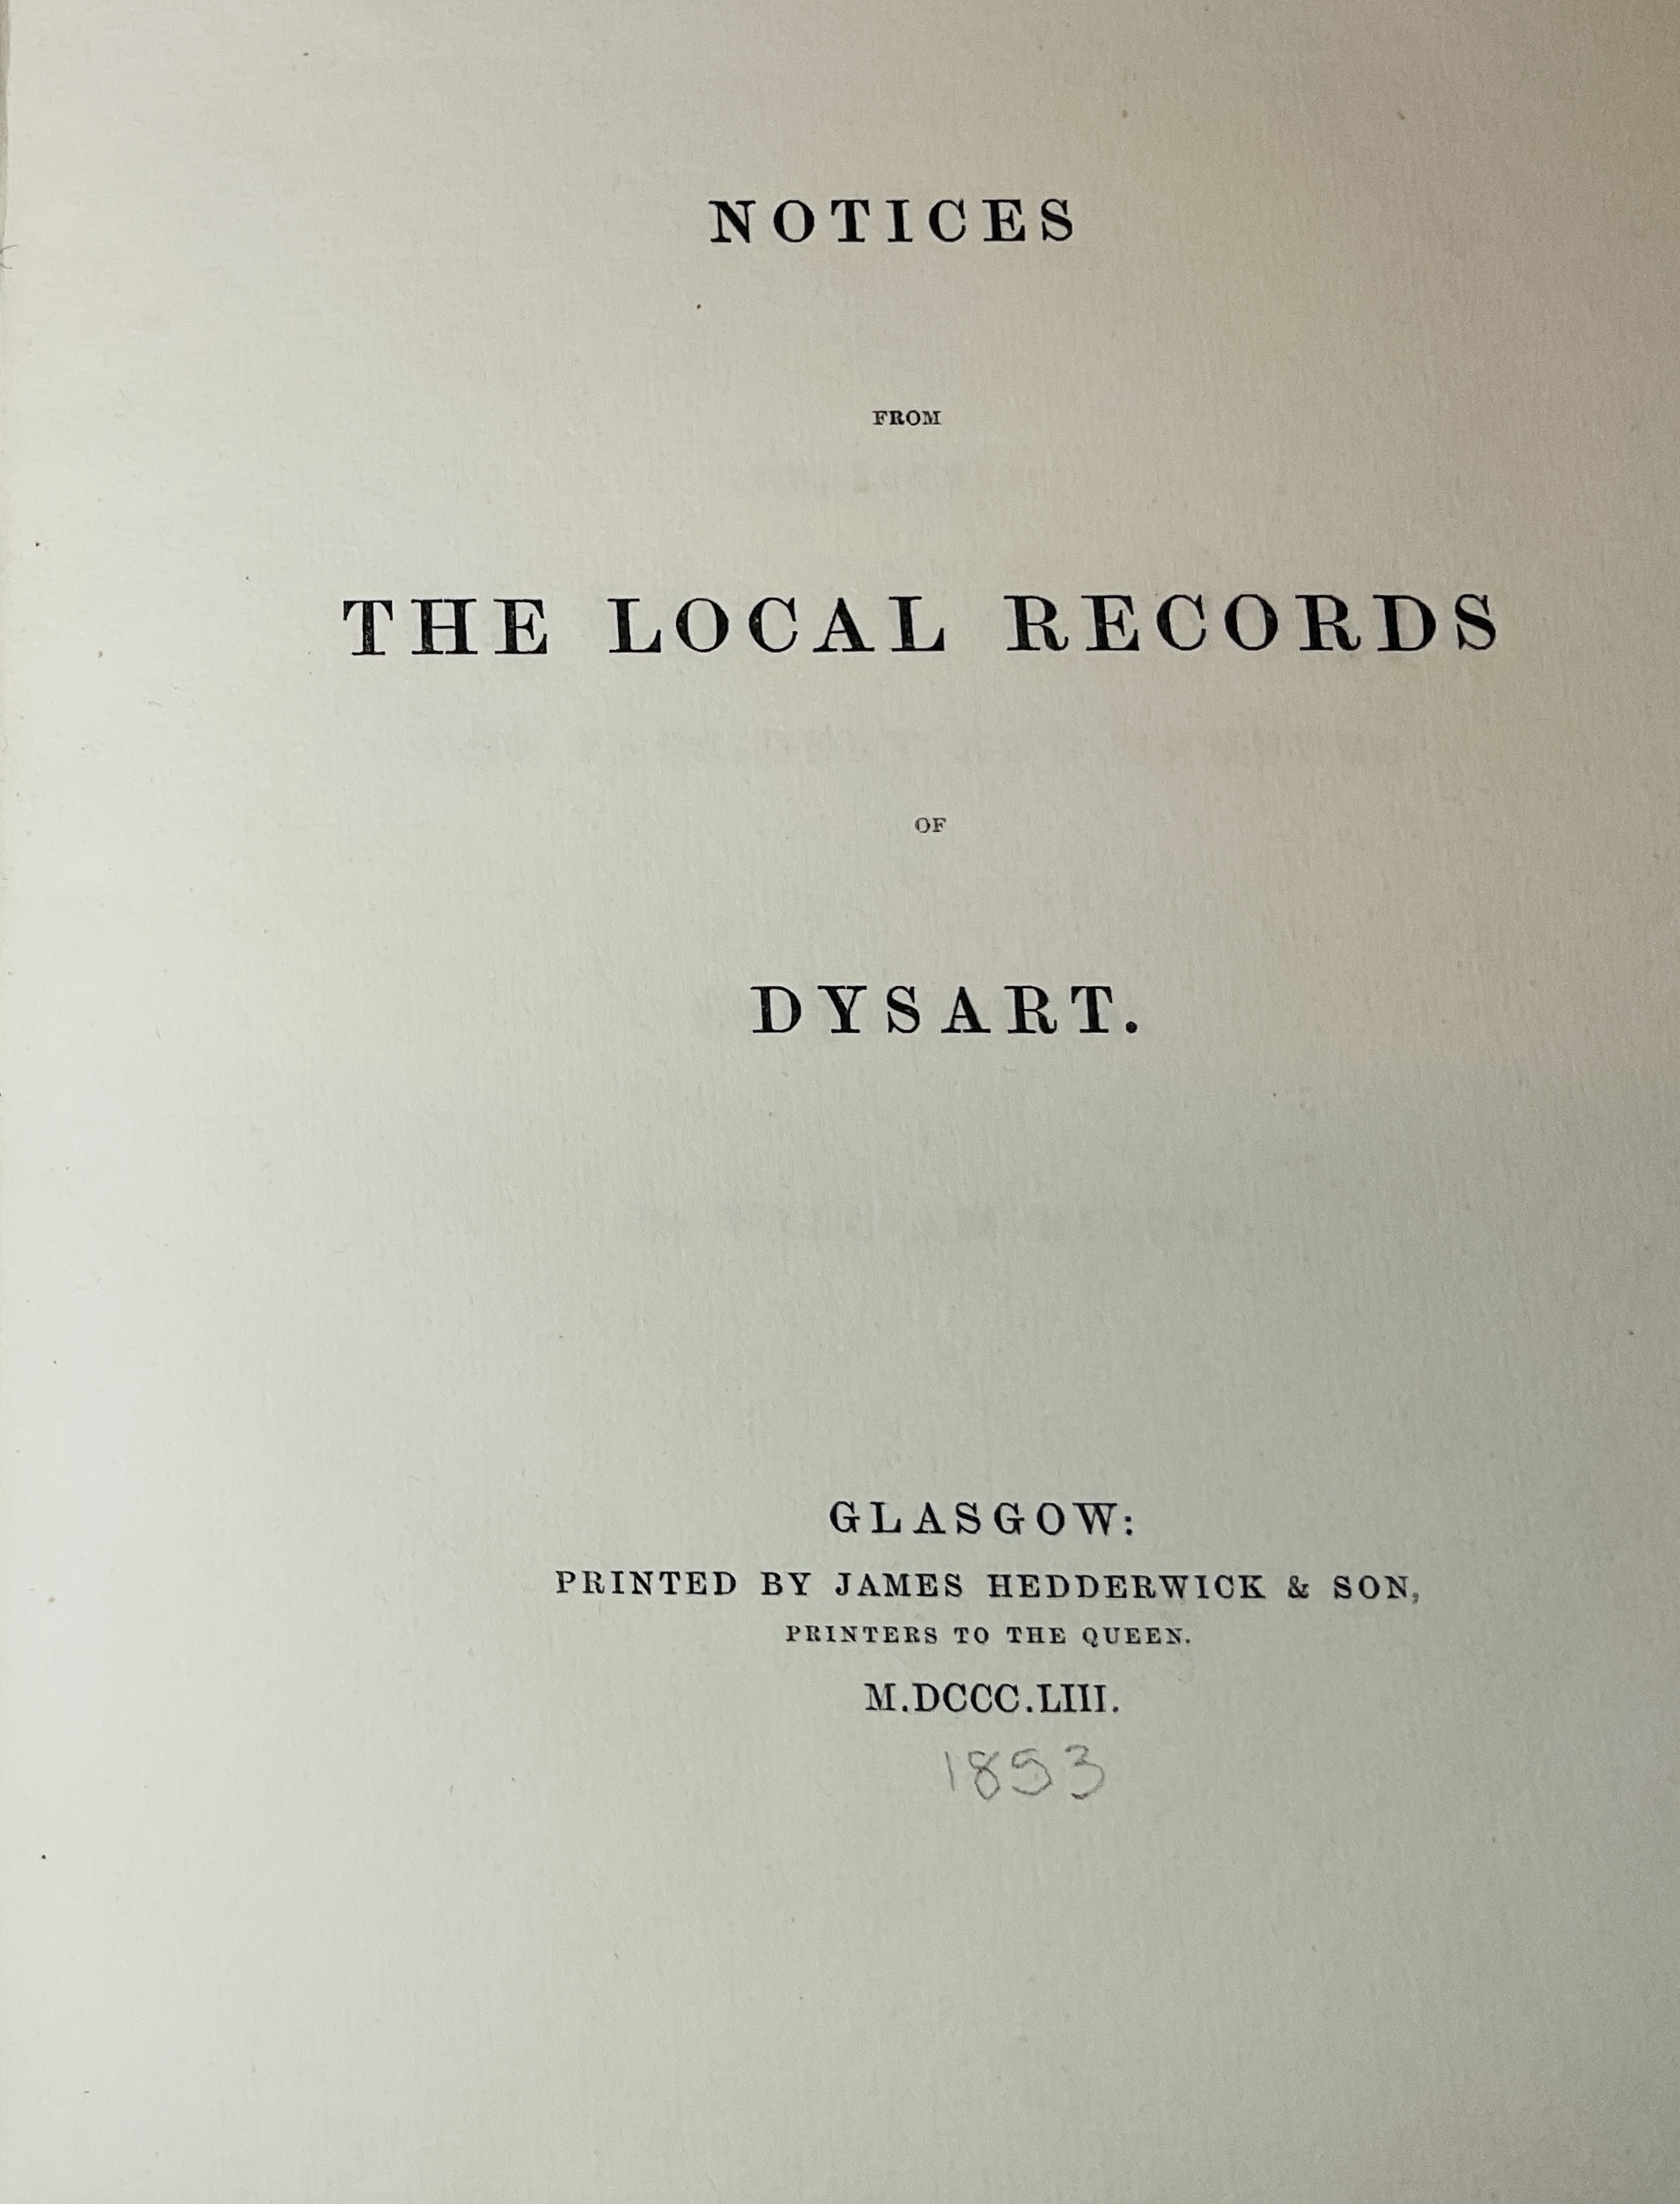 NOTICES
FROM
THE LOCAL RECORDS
OF
DYSART.
GLASGOW:
PRINTED BY JAMES HEDDERWICK & SON,
PRINTERS TO THE QUEEN.
M.DCCC.LIII.
1853